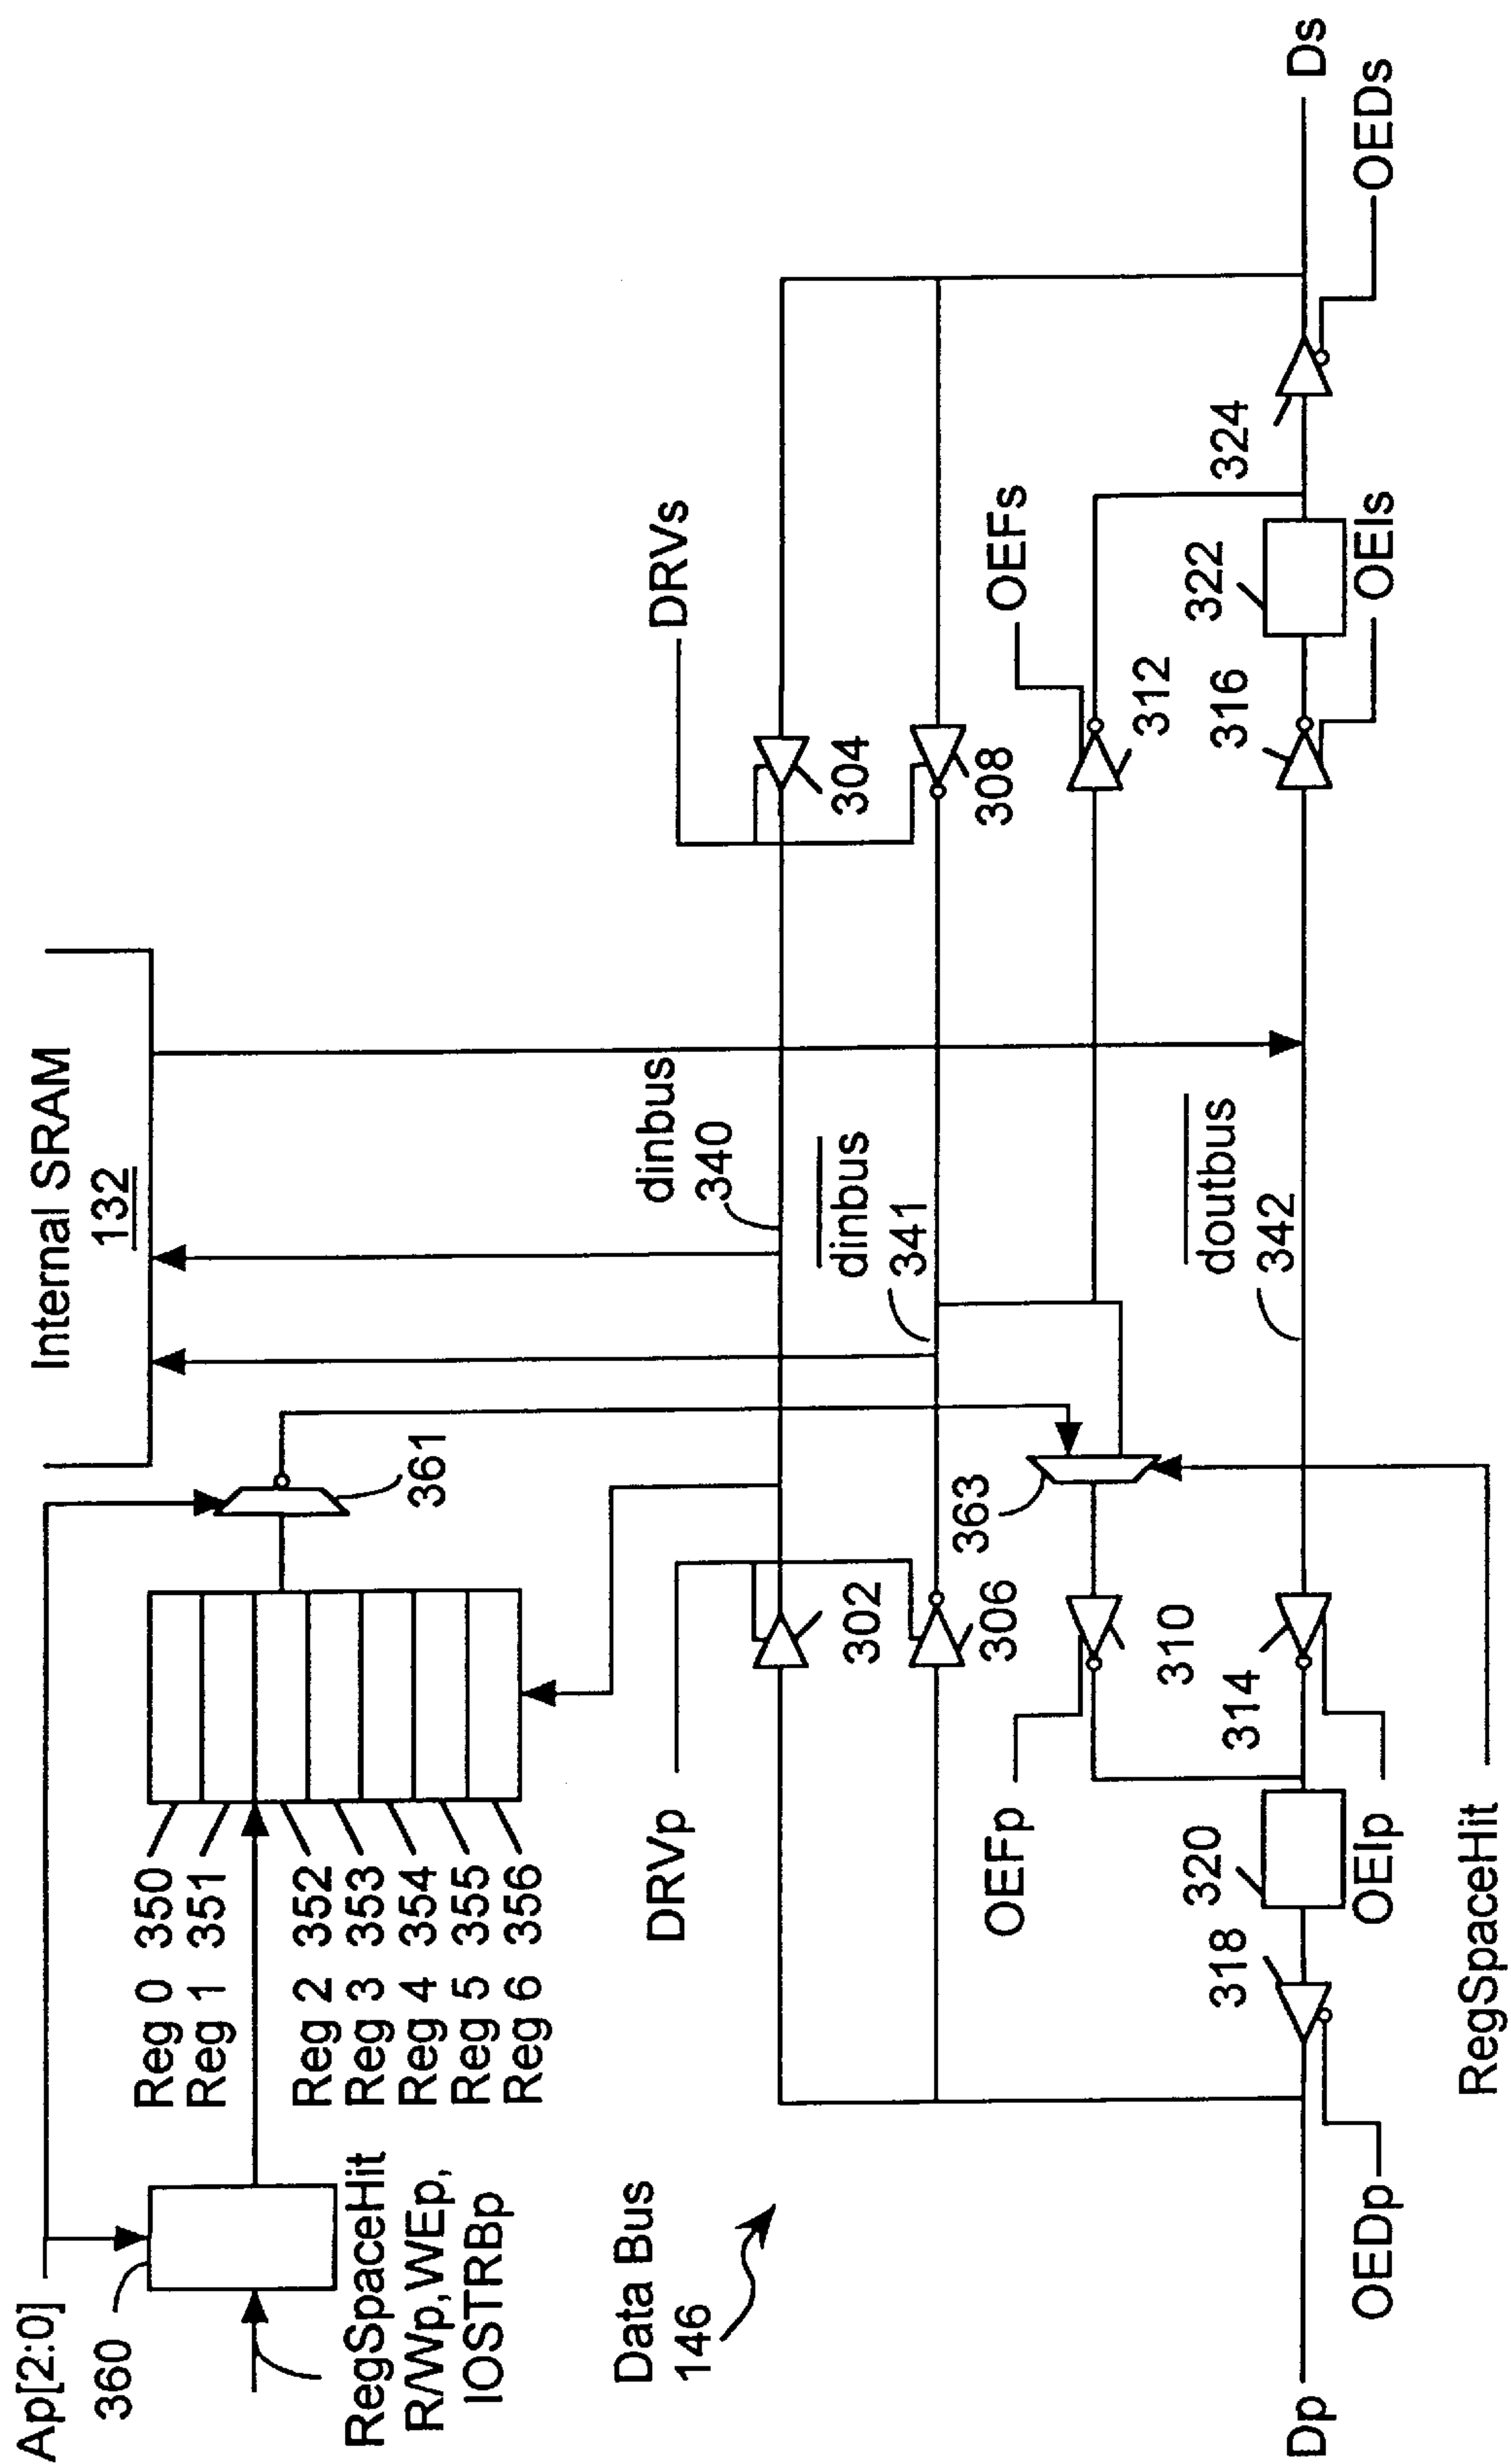 Ap[2:0]
360
RegSpaceHit
R/Wp,WEp,
IOSTRBp
Reg 0 350
Reg 1 351
Reg 2 352
Reg 3 353
Reg 4 354
Reg 5 355
Reg 6 356
361
Internal SRAM
132
Data Bus
146
DRVp
302
306
dinbus
340
dinbus
341
DRVs
304
308
OEFp
363
310
OEFs
312
doutbus
342
318
320
314
OEIp
316
322
OEIs
324
Dp
OEDp
Ds
OEDs
RegSpaceHit